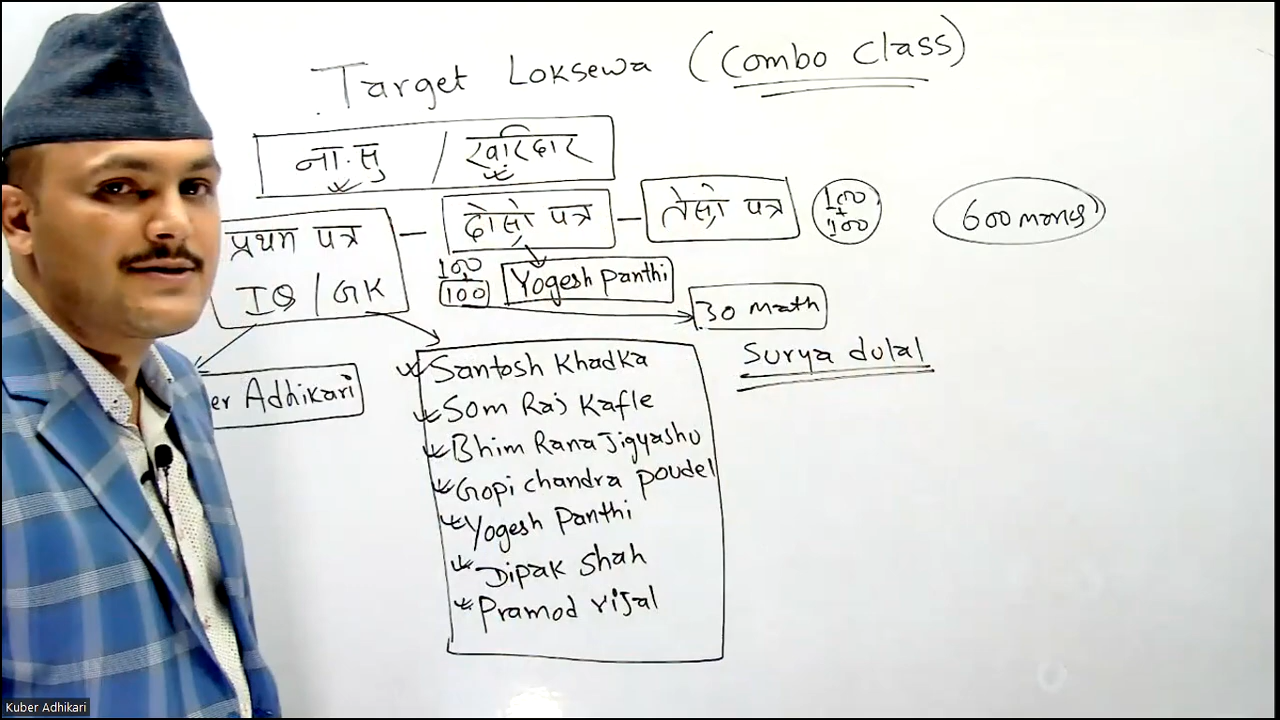 Target Loksewa (Combo Class)
ना.सु / खरिदार
प्रथम पत्र – दोस्रो पत्र – तेस्रो पत्र 100 + 100
600 marks
IQ / GK
100
100
Yogesh Panthi
30 Math
Surya dulal
er Adhikari
Santosh Khadka
Som Raj Kafle
Bhim Rana Jigyashu
Gopi chandra poudel
Yogesh Panthi
Dipak Shah
Pramod rijal
Kuber Adhikari